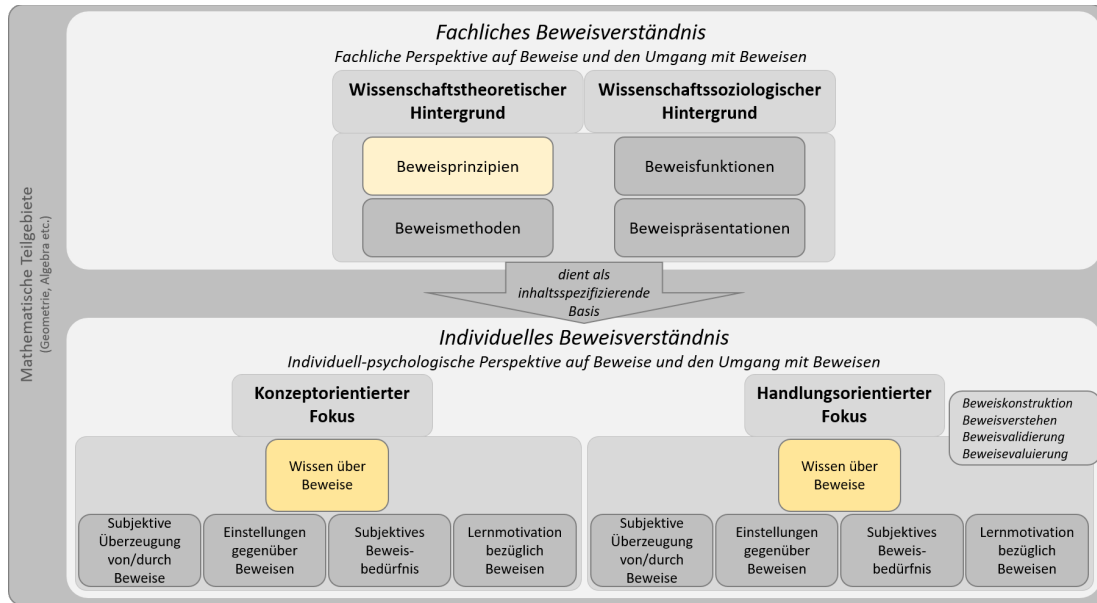 Mathematische Teilgebiete
(Geometrie, Algebra etc.)
Fachliches Beweisverständnis
Fachliche Perspektive auf Beweise und den Umgang mit Beweisen
Wissenschaftstheoretischer
Hintergrund
Wissenschaftssoziologischer
Hintergrund
Beweisprinzipien
Beweisfunktionen
Beweismethoden
Beweispräsentationen
dient als
inhaltsspezifizierende
Basis
Individuelles Beweisverständnis
Individuell-psychologische Perspektive auf Beweise und den Umgang mit Beweisen
Konzeptorientierter
Fokus
Wissen über
Beweise
Subjektive
Überzeugung
von/durch
Beweise
Einstellungen
gegenüber
Beweisen
Subjektives
Beweis-
bedürfnis
Lernmotivation
bezüglich
Beweisen
Handlungsorientierter
Fokus
Beweiskonstruktion
Beweisverstehen
Beweisvalidierung
Beweisevaluierung
Wissen über
Beweise
Subjektive
Überzeugung
von/durch
Beweise
Einstellungen
gegenüber
Beweisen
Subjektives
Beweis-
bedürfnis
Lernmotivation
bezüglich
Beweisen